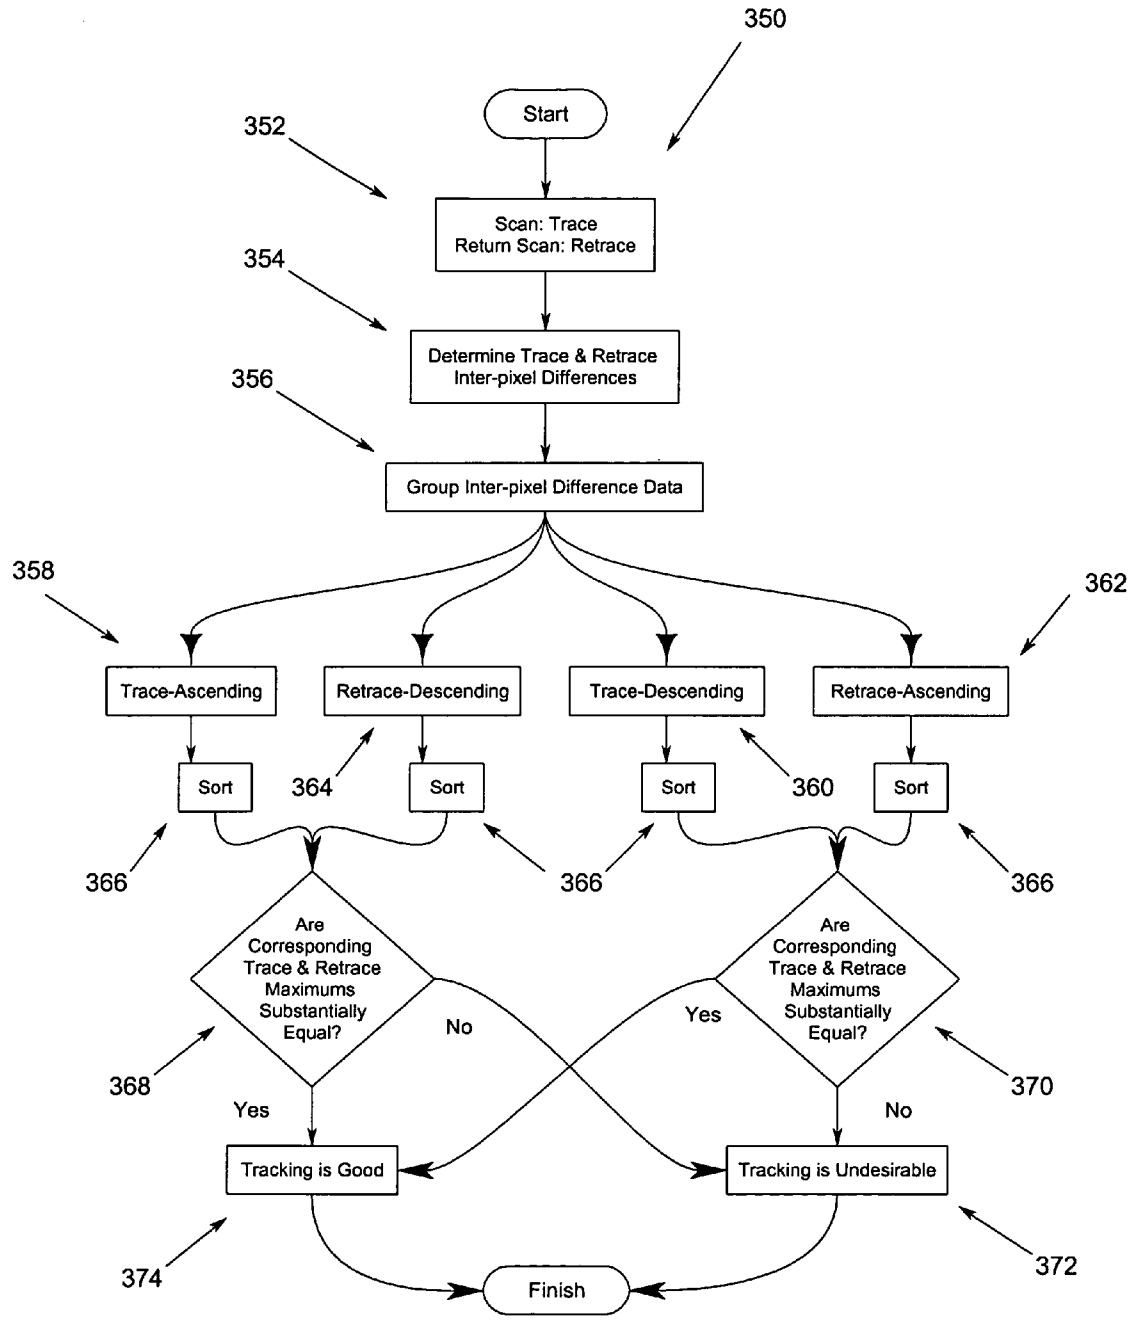 350
Start
352
Scan: Trace
Return Scan: Retrace
354
Determine Trace & Retrace
Inter-pixel Differences
356
Group Inter-pixel Difference Data
358
362
Trace-Ascending
Retrace-Descending
Trace-Descending
Retrace-Ascending
364
360
Sort
Sort
Sort
Sort
366
366
366
Are
Corresponding
Trace & Retrace
Maximums
Substantially
Equal?
Are
Corresponding
Trace & Retrace
Maximums
Substantially
Equal?
No
Yes
368
370
Yes
No
Tracking is Good
Tracking is Undesirable
374
372
Finish